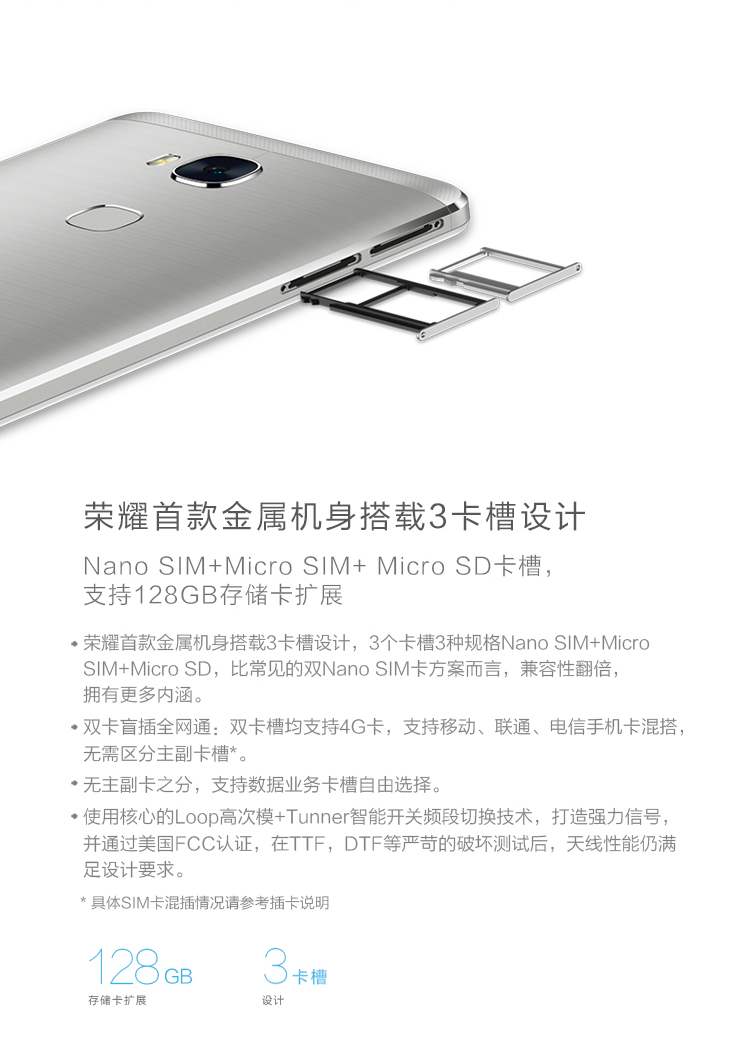 荣耀首款金属机身搭载3卡槽设计
Nano SIM+Micro SIM+ Micro SD卡槽，
支持128GB存储卡扩展
• 荣耀首款金属机身搭载3卡槽设计，3个卡槽3种规格Nano SIM+Micro
SIM+Micro SD，比常见的双Nano SIM卡方案而言，兼容性翻倍，
拥有更多内涵。
• 双卡盲插全网通：双卡槽均支持4G卡，支持移动、联通、电信手机卡混搭，
无需区分主副卡槽*。
• 无主副卡之分，支持数据业务卡槽自由选择。
• 使用核心的Loop高次模+Tunner智能开关频段切换技术，打造强力信号，
并通过美国FCC认证，在TTF，DTF等严苛的破坏测试后，天线性能仍满
足设计要求。
* 具体SIM卡混插情况请参考插卡说明
128GB 3卡槽
存储卡扩展 设计